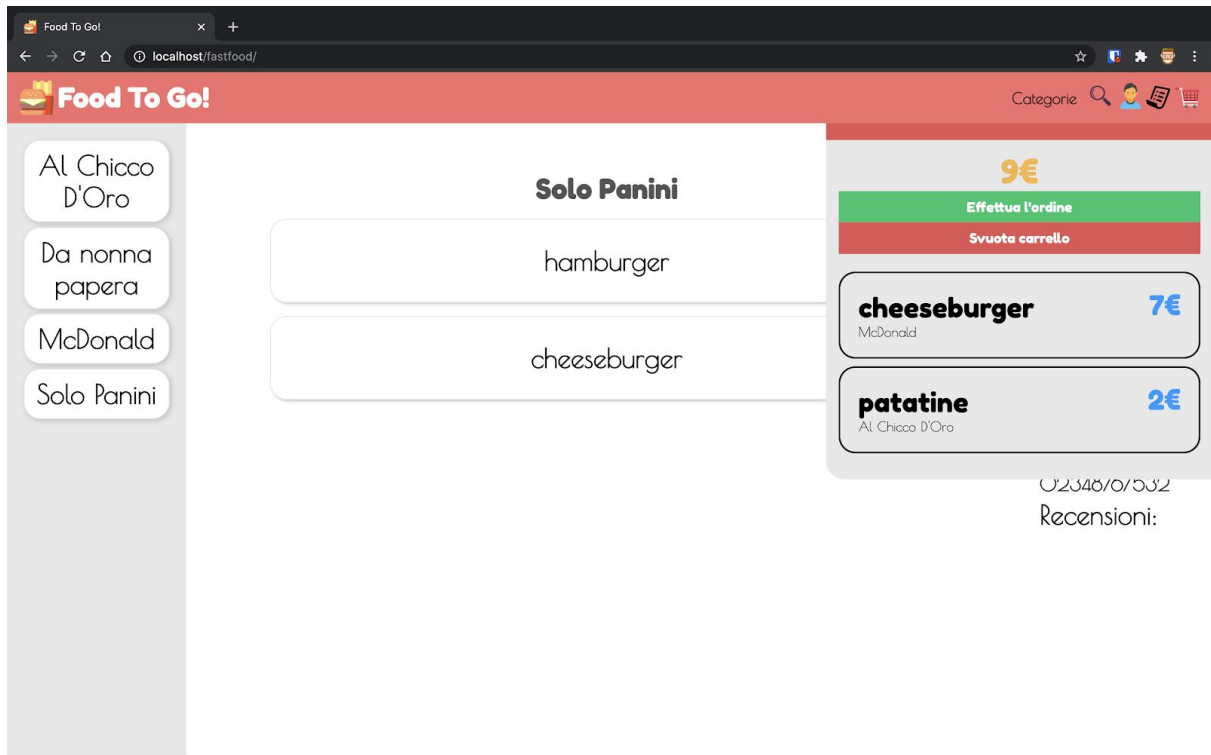 Food To Go!
localhost/fastfood/
Food To Go!
Categorie
Al Chicco
D'Oro
Da nonna
papera
McDonald
Solo Panini
Solo Panini
hamburger
cheeseburger
9€
Effettua l'ordine
Svuota carrello
cheeseburger
7€
McDonald
patatine
2€
Al Chicco D'Oro
Recensioni: